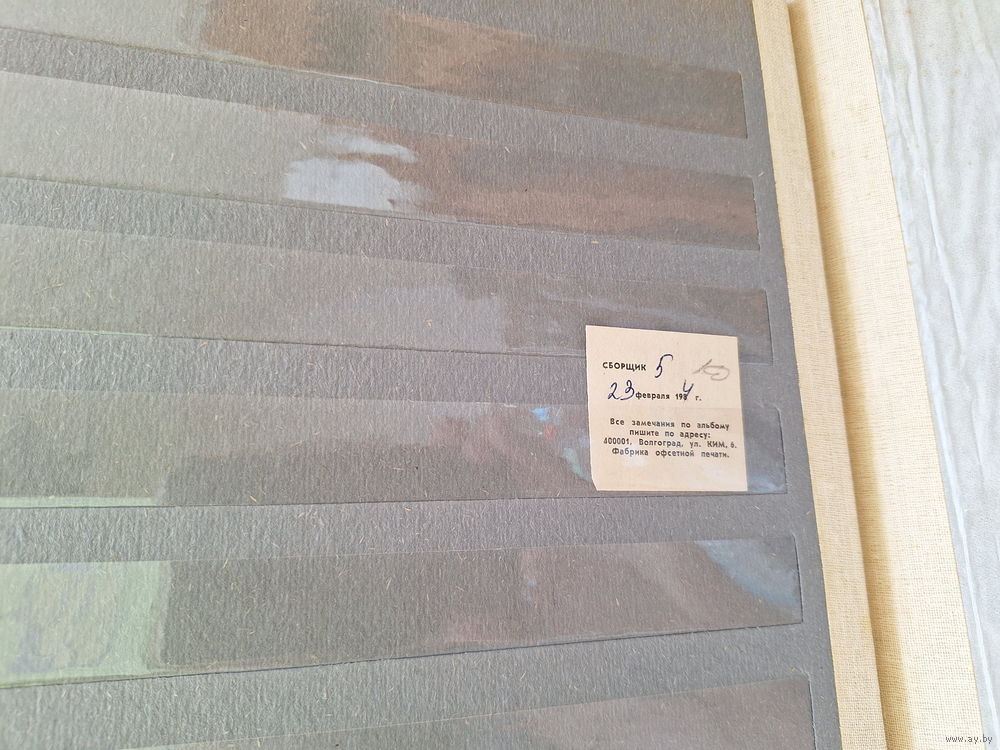 СБОРЩИК 5
23 февраля 1984 г.
Все замечания по альбому
пишите по адресу:
400001, Волгоград, ул. КИМ, 6.
Фабрика офсетной печати.
www.ay.by